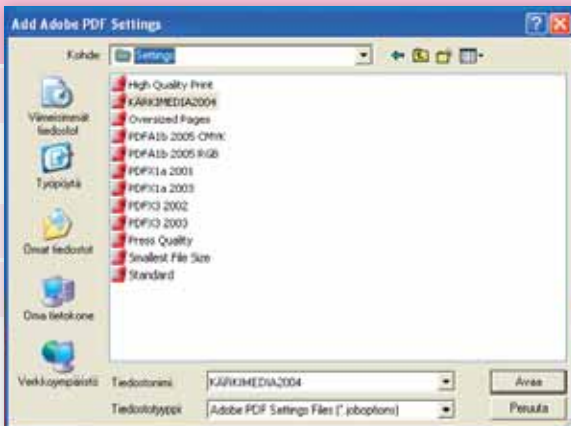 Add Adobe PDF Settings
Kohde
Settings
High Quality Print
KÄRKIMEDIA2004
Oversized Pages
PDFA1b 2005 CMYK
PDFA1b 2005 RGB
PDFX1a 2001
PDFX1a 2003
PDFX3 2002
PDFX3 2003
Press Quality
Smallest File Size
Standard
Viimeisimmät
tiedostot
Työpöytä
Omat tiedostot
Oma tietokone
Verkkoympäristö
Tiedostonimi
KÄRKIMEDIA2004
Avaa
Tiedostotyyppi
Adobe PDF Settings Files (*.joboptions)
Peruuta